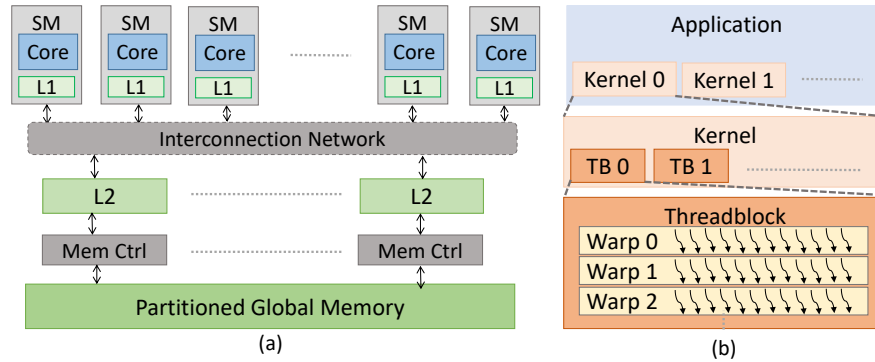 SM SM SM SM SM
Core Core Core Core Core
L1 L1 L1 L1 L1
Interconnection Network
L2 L2
Mem Ctrl Mem Ctrl
Partitioned Global Memory
(a)
Application
Kernel 0 Kernel 1
Kernel
TB 0 TB 1
Threadblock
Warp 0
Warp 1
Warp 2
(b)